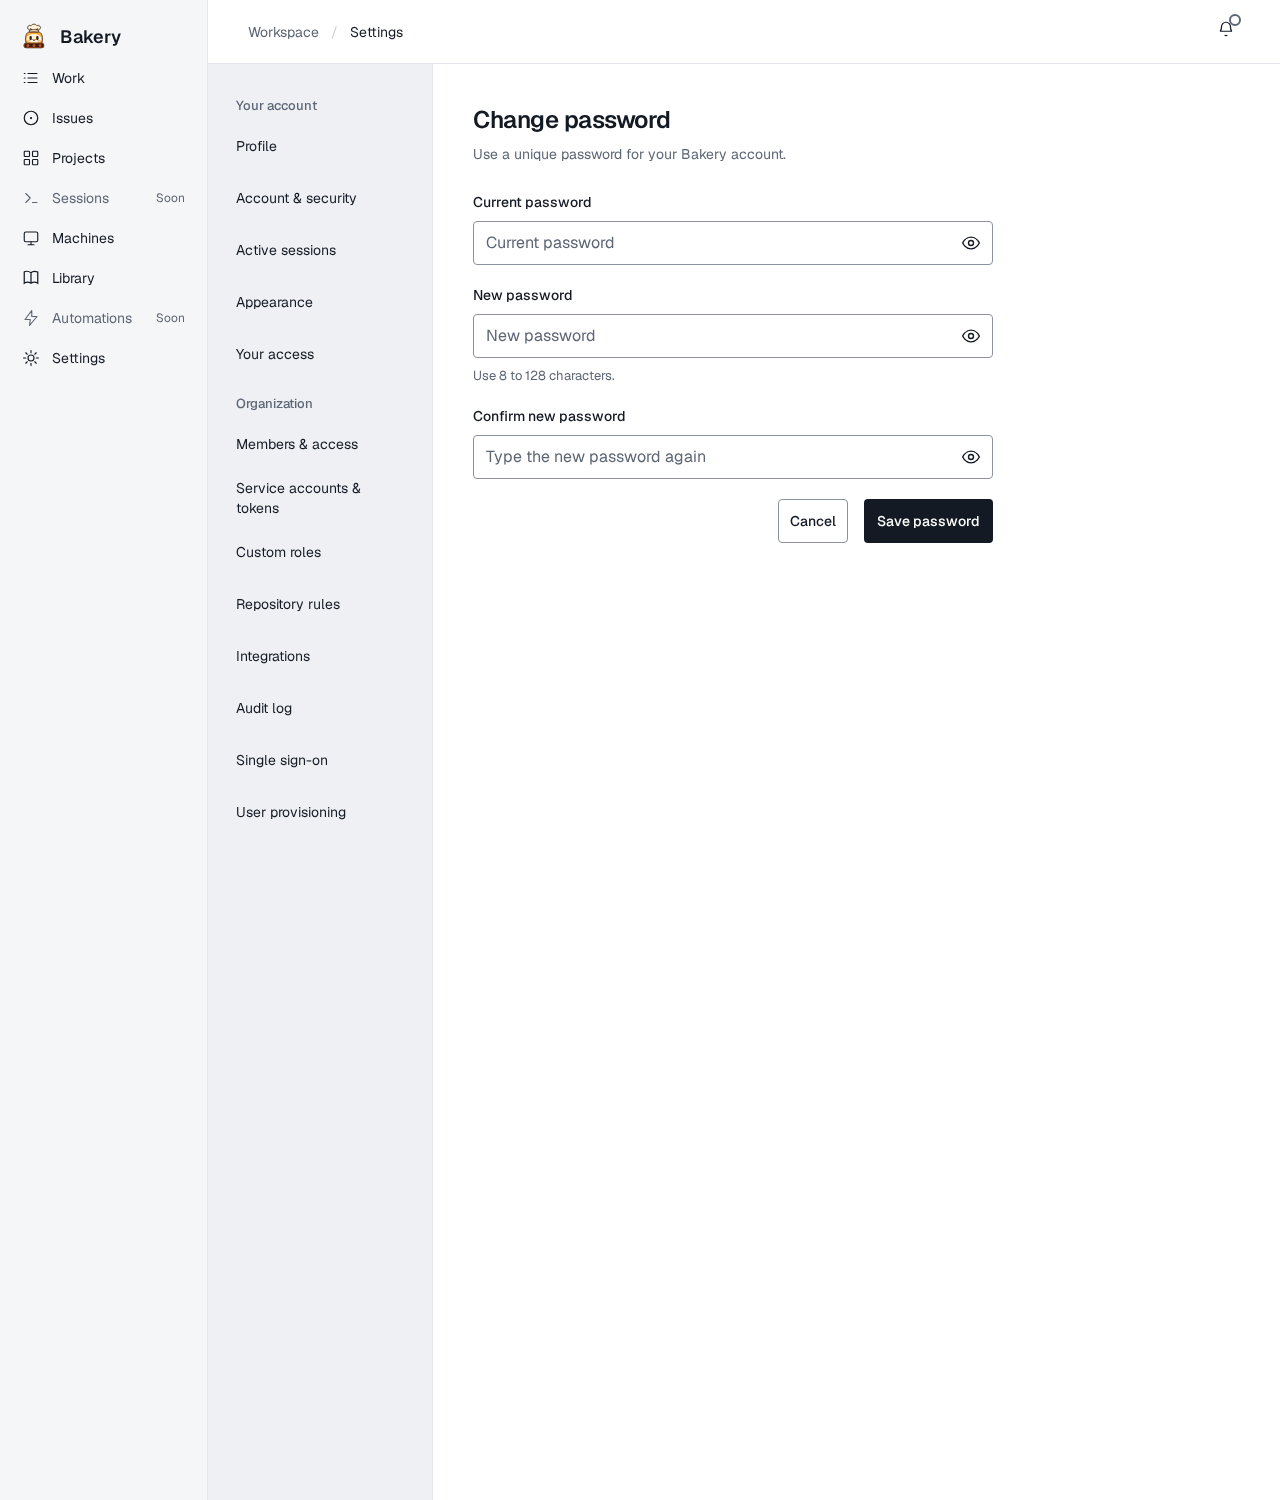 Bakery
Work
Issues
Projects
Sessions Soon
Machines
Library
Automations Soon
Settings
Workspace / Settings
Your account
Profile
Account & security
Active sessions
Appearance
Your access
Organization
Members & access
Service accounts &
tokens
Custom roles
Repository rules
Integrations
Audit log
Single sign-on
User provisioning
Change password
Use a unique password for your Bakery account.
Current password
Current password
New password
New password
Use 8 to 128 characters.
Confirm new password
Type the new password again
Cancel Save password